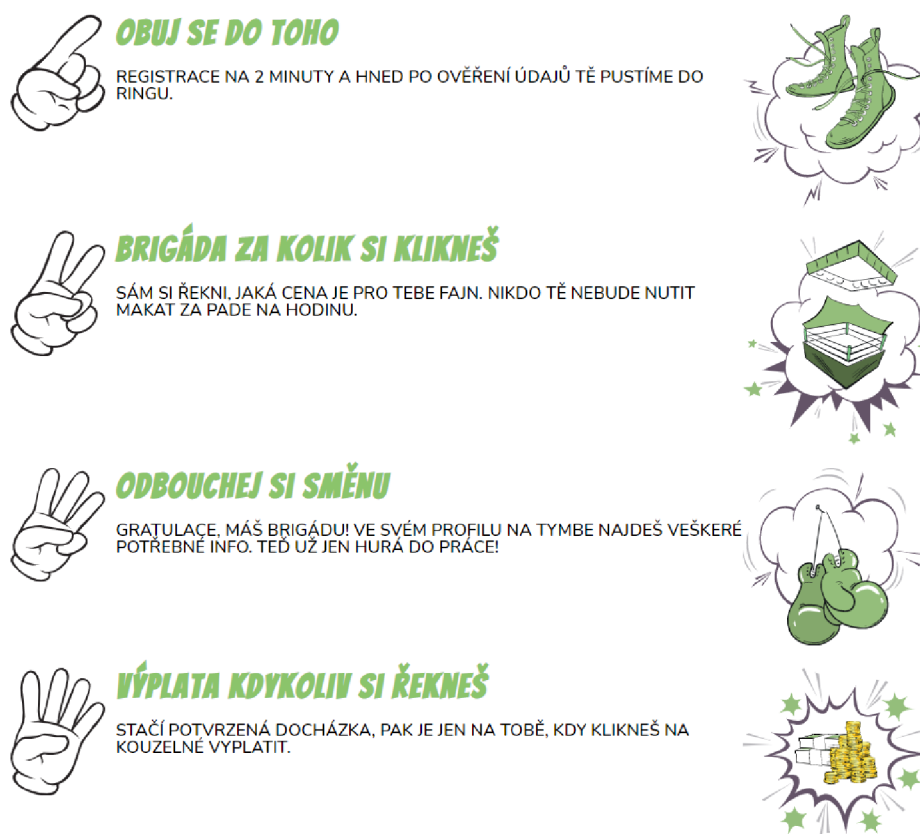 OBUJ SE DO TOHO
REGISTRACE NA 2 MINUTY A HNED PO OVĚŘENÍ ÚDAJŮ TĚ PUSTÍME DO
RINGU.
BRIGÁDA ZA KOLIK SI KLIKNEŠ
SÁM SI ŘEKNI, JAKÁ CENA JE PRO TEBE FAJN. NIKDO TĚ NEBUDE NUTIT
MAKAT ZA PADE NA HODINU.
ODBOUCHEJ SI SMĚNU
GRATULACE, MÁŠ BRIGÁDU! VE SVÉM PROFILU NA TYMBE NAJDEŠ VEŠKERÉ
POTŘEBNÉ INFO. TEĎ UŽ JEN HURÁ DO PRÁCE!
VÝPLATA KDYKOLIV SI ŘEKNEŠ
STAČÍ POTVRZENÁ DOCHÁZKA, PAK JE JEN NA TOBĚ, KDY KLIKNEŠ NA
KOUZELNÉ VYPLATIT.